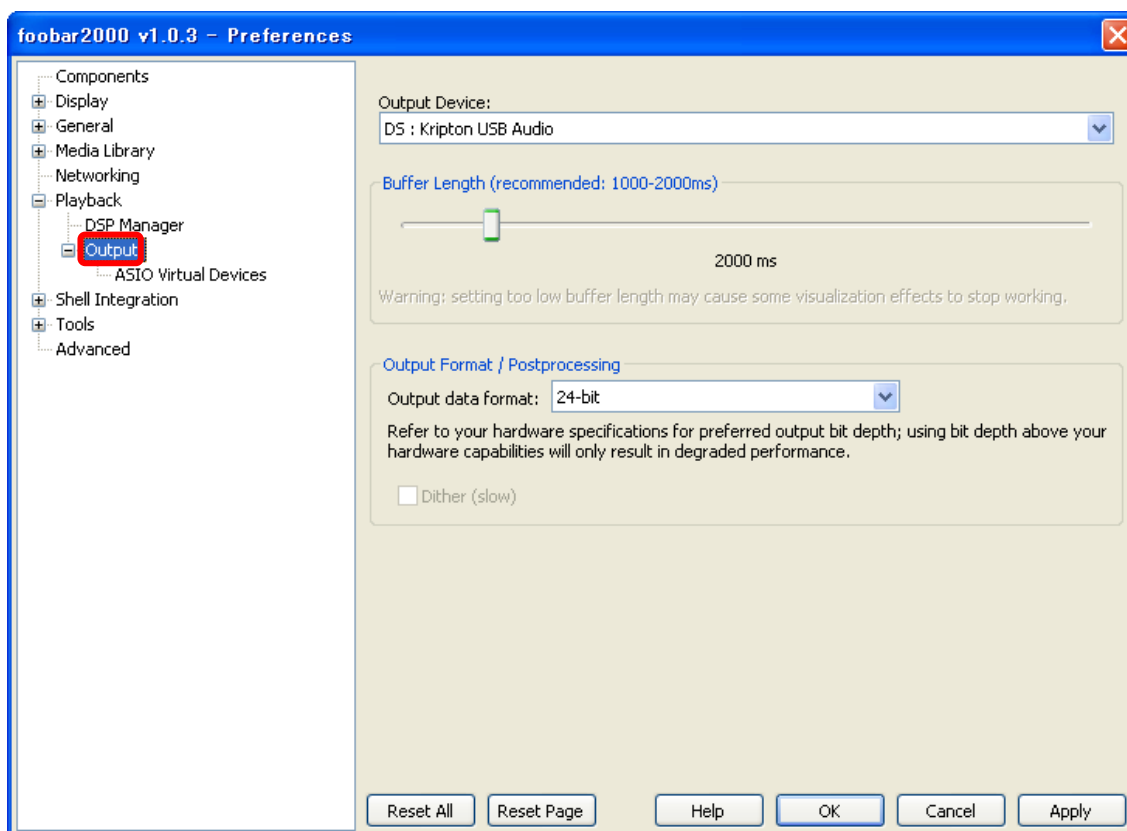 foobar2000 v1.0.3 - Preferences
Components
Display
General
Media Library
Networking
Playback
DSP Manager
Output
ASIO Virtual Devices
Shell Integration
Tools
Advanced
Output Device:
DS : Kripton USB Audio
Buffer Length (recommended: 1000-2000ms)
2000 ms
Warning: setting too low buffer length may cause some visualization effects to stop working.
Output Format / Postprocessing
Output data format: 24-bit
Refer to your hardware specifications for preferred output bit depth; using bit depth above your
hardware capabilities will only result in degraded performance.
Dither (slow)
Reset All Reset Page Help OK Cancel Apply